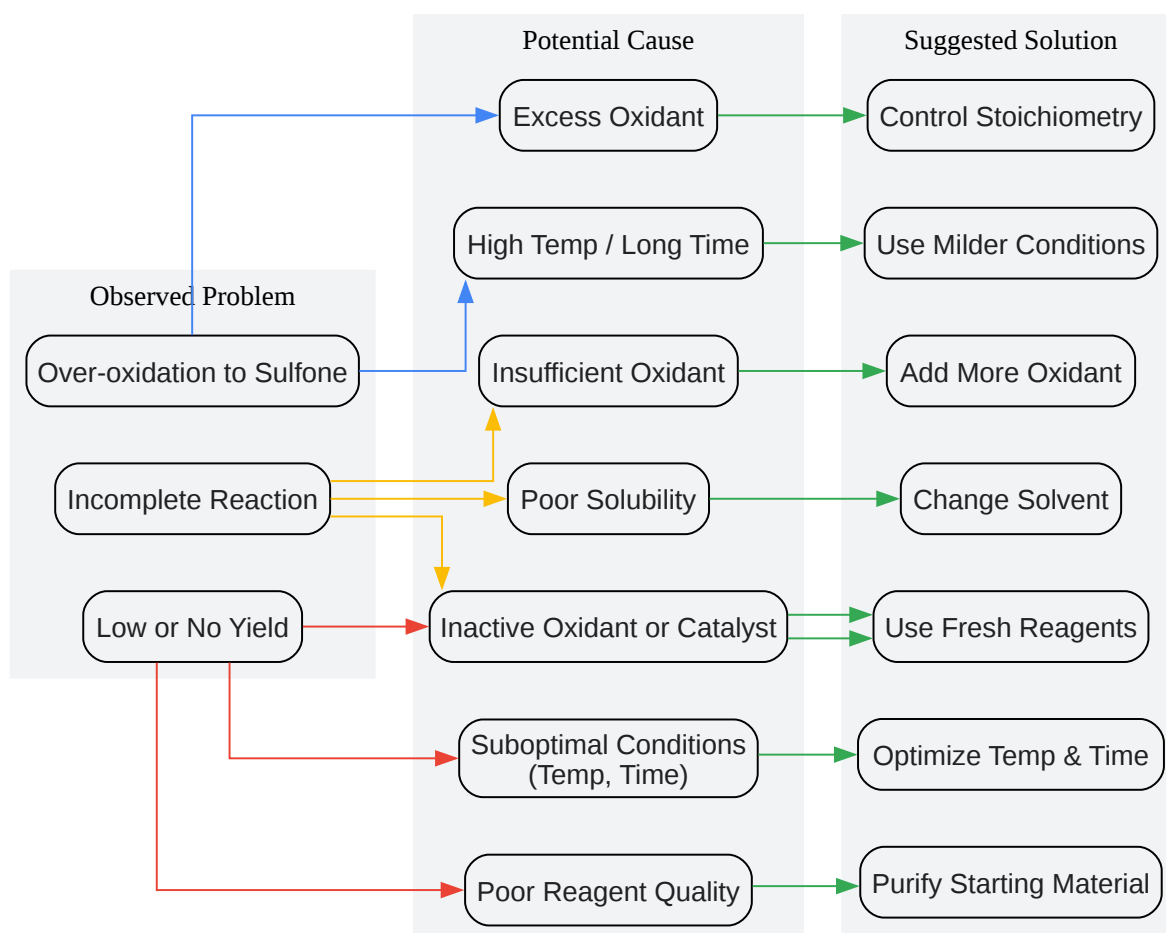 Potential Cause
Suggested Solution
Excess Oxidant
Control Stoichiometry
High Temp / Long Time
Use Milder Conditions
Observed Problem
Over-oxidation to Sulfone
Insufficient Oxidant
Add More Oxidant
Incomplete Reaction
Poor Solubility
Change Solvent
Low or No Yield
Inactive Oxidant or Catalyst
Use Fresh Reagents
Suboptimal Conditions
(Temp, Time)
Optimize Temp & Time
Poor Reagent Quality
Purify Starting Material